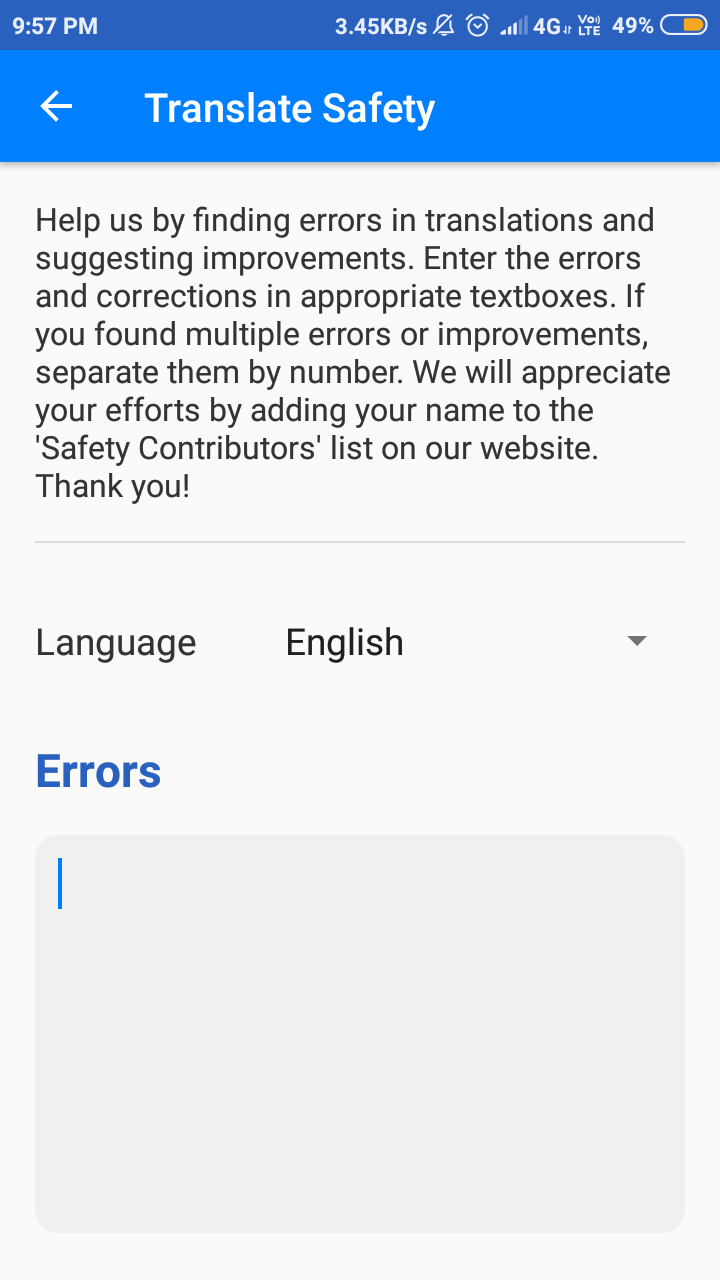 9:57 PM 3.45KB/s 4G Vo)) LTE 49%
Translate Safety
Help us by finding errors in translations and
suggesting improvements. Enter the errors
and corrections in appropriate textboxes. If
you found multiple errors or improvements,
separate them by number. We will appreciate
your efforts by adding your name to the
'Safety Contributors' list on our website.
Thank you!
Language English
Errors